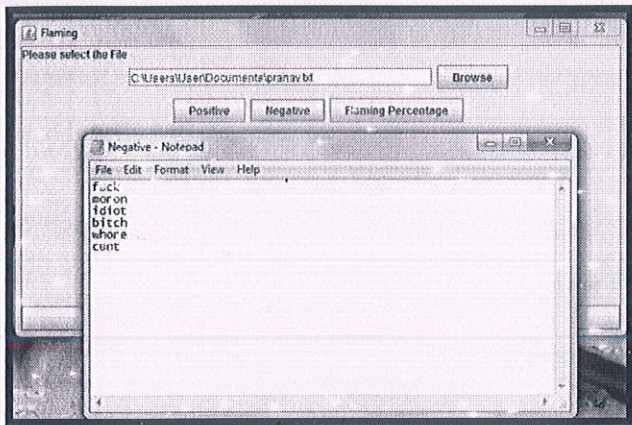 Flaming
Please select the File
C:\Users\User\Documents\pranav.txt Browse
Positive Negative Flaming Percentage
Negative - Notepad
File Edit Format View Help
fuck
moron
idiot
bitch
whore
cunt